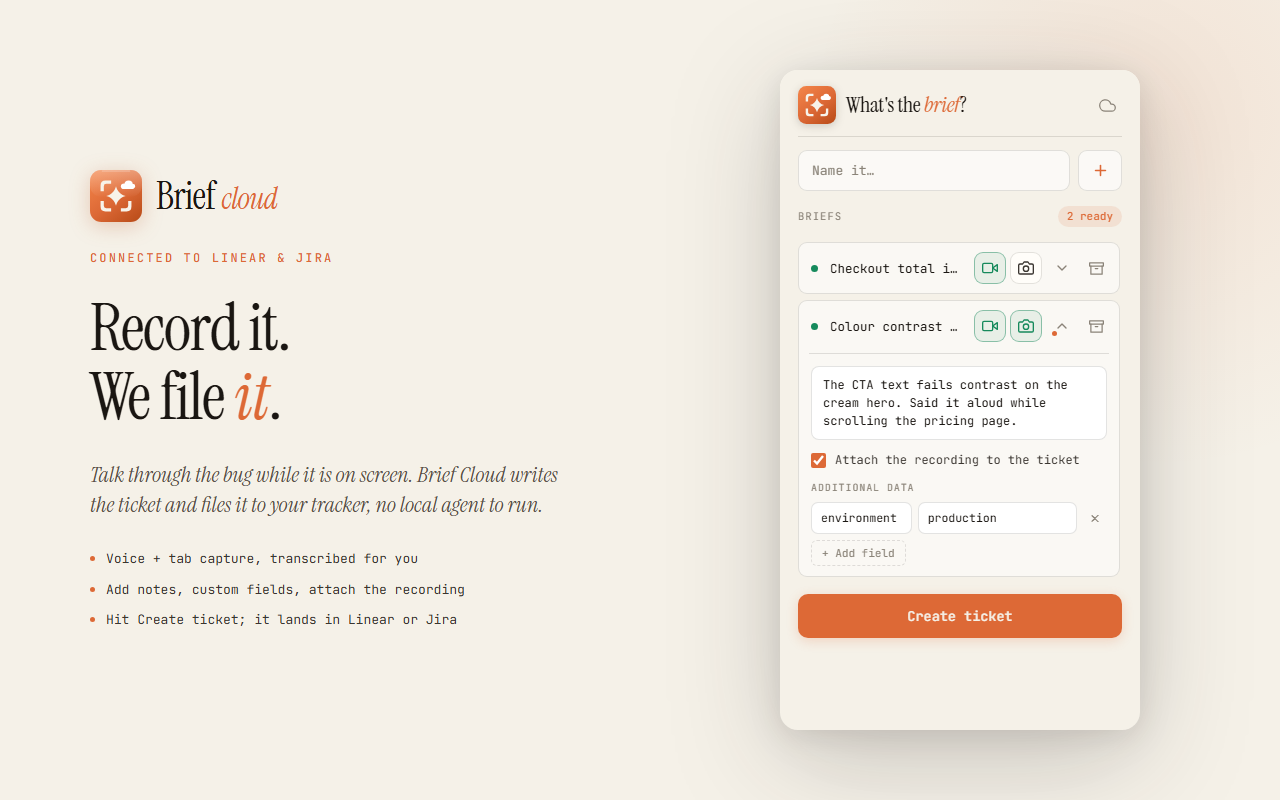 Brief cloud
CONNECTED TO LINEAR & JIRA
Record it.
We file it.
Talk through the bug while it is on screen. Brief Cloud writes
the ticket and files it to your tracker, no local agent to run.
Voice + tab capture, transcribed for you
Add notes, custom fields, attach the recording
Hit Create ticket; it lands in Linear or Jira
What's the brief?
Name it…
BRIEFS
2 ready
Checkout total i…
Colour contrast …
The CTA text fails contrast on the
cream hero. Said it aloud while
scrolling the pricing page.
Attach the recording to the ticket
ADDITIONAL DATA
environment
production
+ Add field
Create ticket